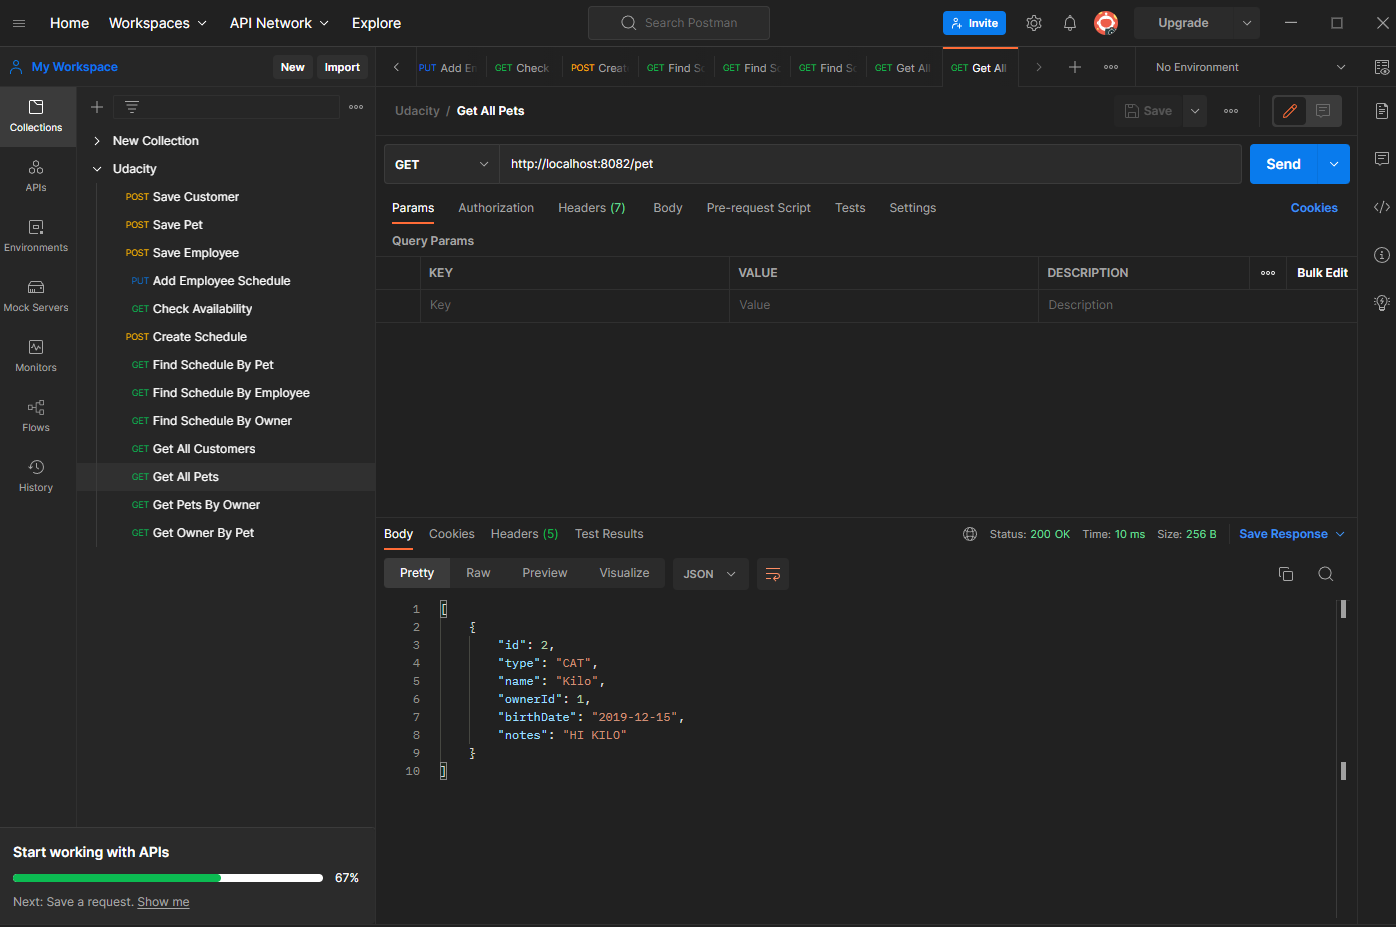 Home Workspaces API Network Explore Search Postman Invite Upgrade
My Workspace New Import PUT Add En GET Check POST Creat GET Find Sc GET Find Sc GET Find Sc GET Get All GET Get All No Environment
Collections
APIs
Environments
Mock Servers
Monitors
Flows
History
New Collection
Udacity
POST Save Customer
POST Save Pet
POST Save Employee
PUT Add Employee Schedule
GET Check Availability
POST Create Schedule
GET Find Schedule By Pet
GET Find Schedule By Employee
GET Find Schedule By Owner
GET Get All Customers
GET Get All Pets
GET Get Pets By Owner
GET Get Owner By Pet
Start working with APIs
67%
Next: Save a request. Show me
Udacity / Get All Pets Save
GET http://localhost:8082/pet Send
Params Authorization Headers (7) Body Pre-request Script Tests Settings Cookies
Query Params
KEY VALUE DESCRIPTION Bulk Edit
Key Value Description
Body Cookies Headers (5) Test Results Status: 200 OK Time: 10 ms Size: 256 B Save Response
Pretty Raw Preview Visualize JSON
1 [
2 {
3 "id": 2,
4 "type": "CAT",
5 "name": "Kilo",
6 "ownerId": 1,
7 "birthDate": "2019-12-15",
8 "notes": "HI KILO"
9 }
10 ]